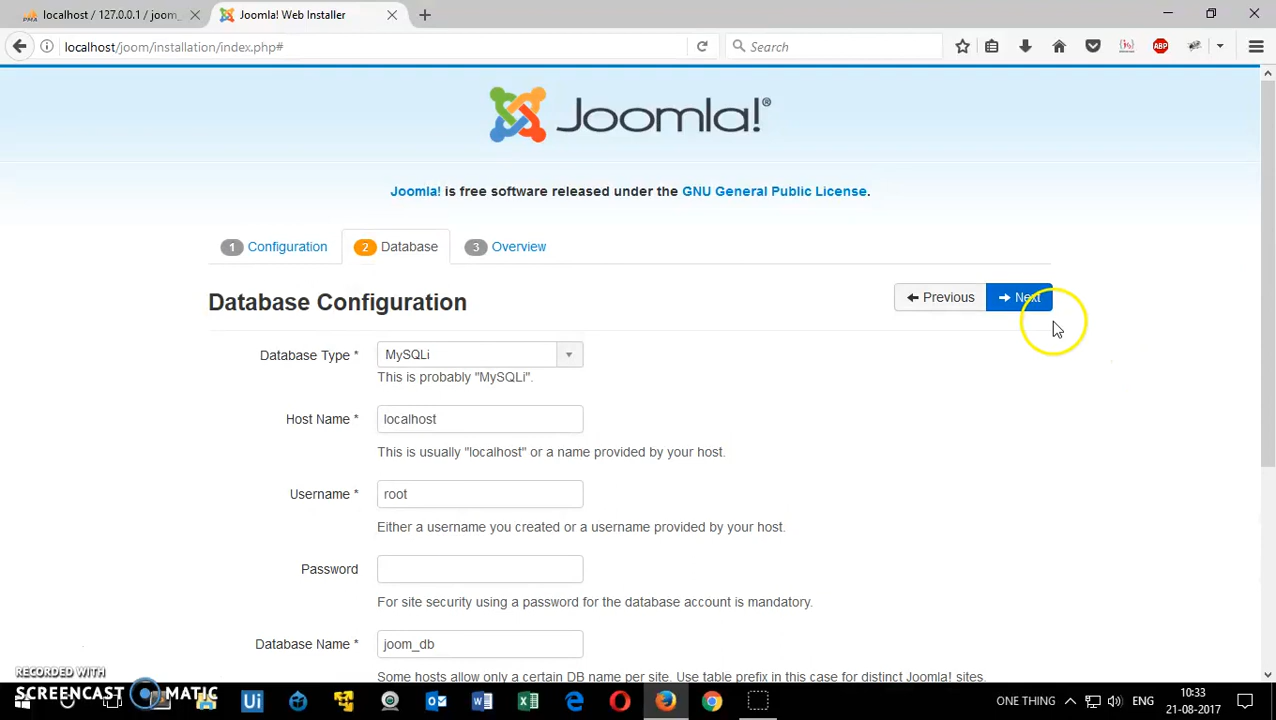 localhost / 127.0.0.1 / joom_
Joomla! Web Installer
localhost/joom/installation/index.php#
Search
ABP
Joomla!®
Joomla! is free software released under the GNU General Public License.
1 Configuration
2 Database
3 Overview
Database Configuration
Previous
Next
Database Type *
MySQLi
This is probably "MySQLi".
Host Name *
localhost
This is usually "localhost" or a name provided by your host.
Username *
root
Either a username you created or a username provided by your host.
Password
For site security using a password for the database account is mandatory.
Database Name *
joom_db
Some hosts allow only a certain DB name per site. Use table prefix in this case for distinct Joomla! sites.
RECORDED WITH
SCREENCAST MATIC
Ui
ONE THING
ENG
10:33
21-08-2017